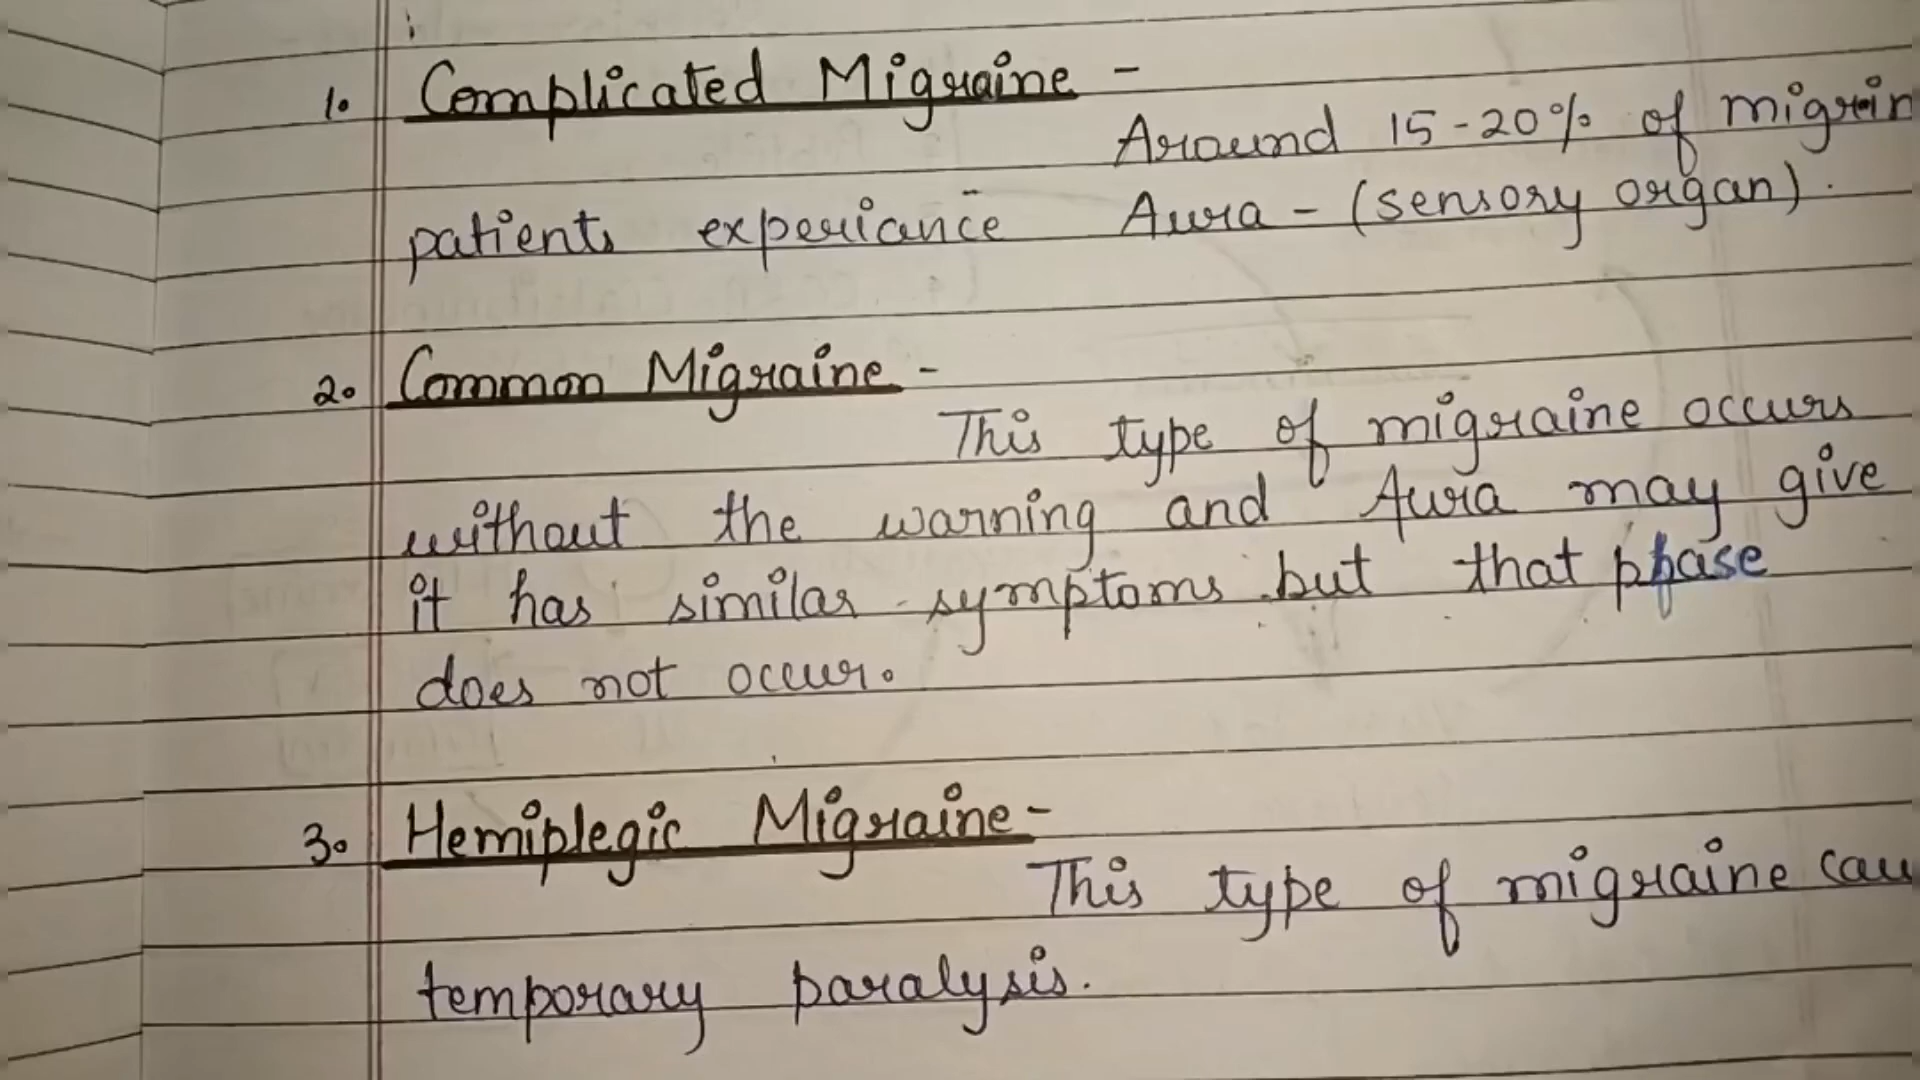 1. Complicated Migraine -
Around 15-20% of migrain
patients experiance Aura - (sensory organ).
2. Common Migraine -
This type of migraine occurs
without the warning and Aura may give
it has similar symptoms but that phase
does not occur.
3. Hemiplegic Migraine -
This type of migraine cau
temporary paralysis.